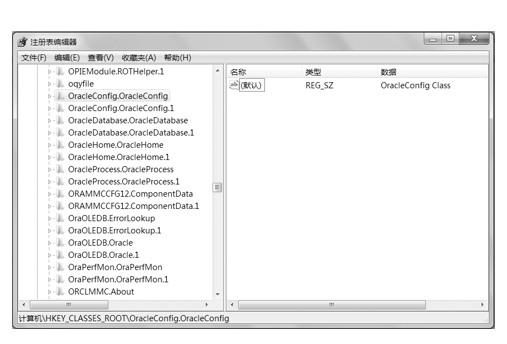 注册表编辑器
文件(F) 编辑(E) 查看(V) 收藏夹(A) 帮助(H)
OPIEModule.ROTHelper.1
oqyfile
OracleConfig.OracleConfig
OracleConfig.OracleConfig.1
OracleDatabase.OracleDatabase
OracleDatabase.OracleDatabase.1
OracleHome.OracleHome
OracleHome.OracleHome.1
OracleProcess.OracleProcess
OracleProcess.OracleProcess.1
ORAMMCCFG12.ComponentData
ORAMMCCFG12.ComponentData.1
OraOLEDB.ErrorLookup
OraOLEDB.ErrorLookup.1
OraOLEDB.Oracle
OraOLEDB.Oracle.1
OraPerfMon.OraPerfMon
OraPerfMon.OraPerfMon.1
ORCLMMC.About
名称 类型 数据
ab (默认) REG_SZ OracleConfig Class
计算机\HKEY_CLASSES_ROOT\OracleConfig.OracleConfig